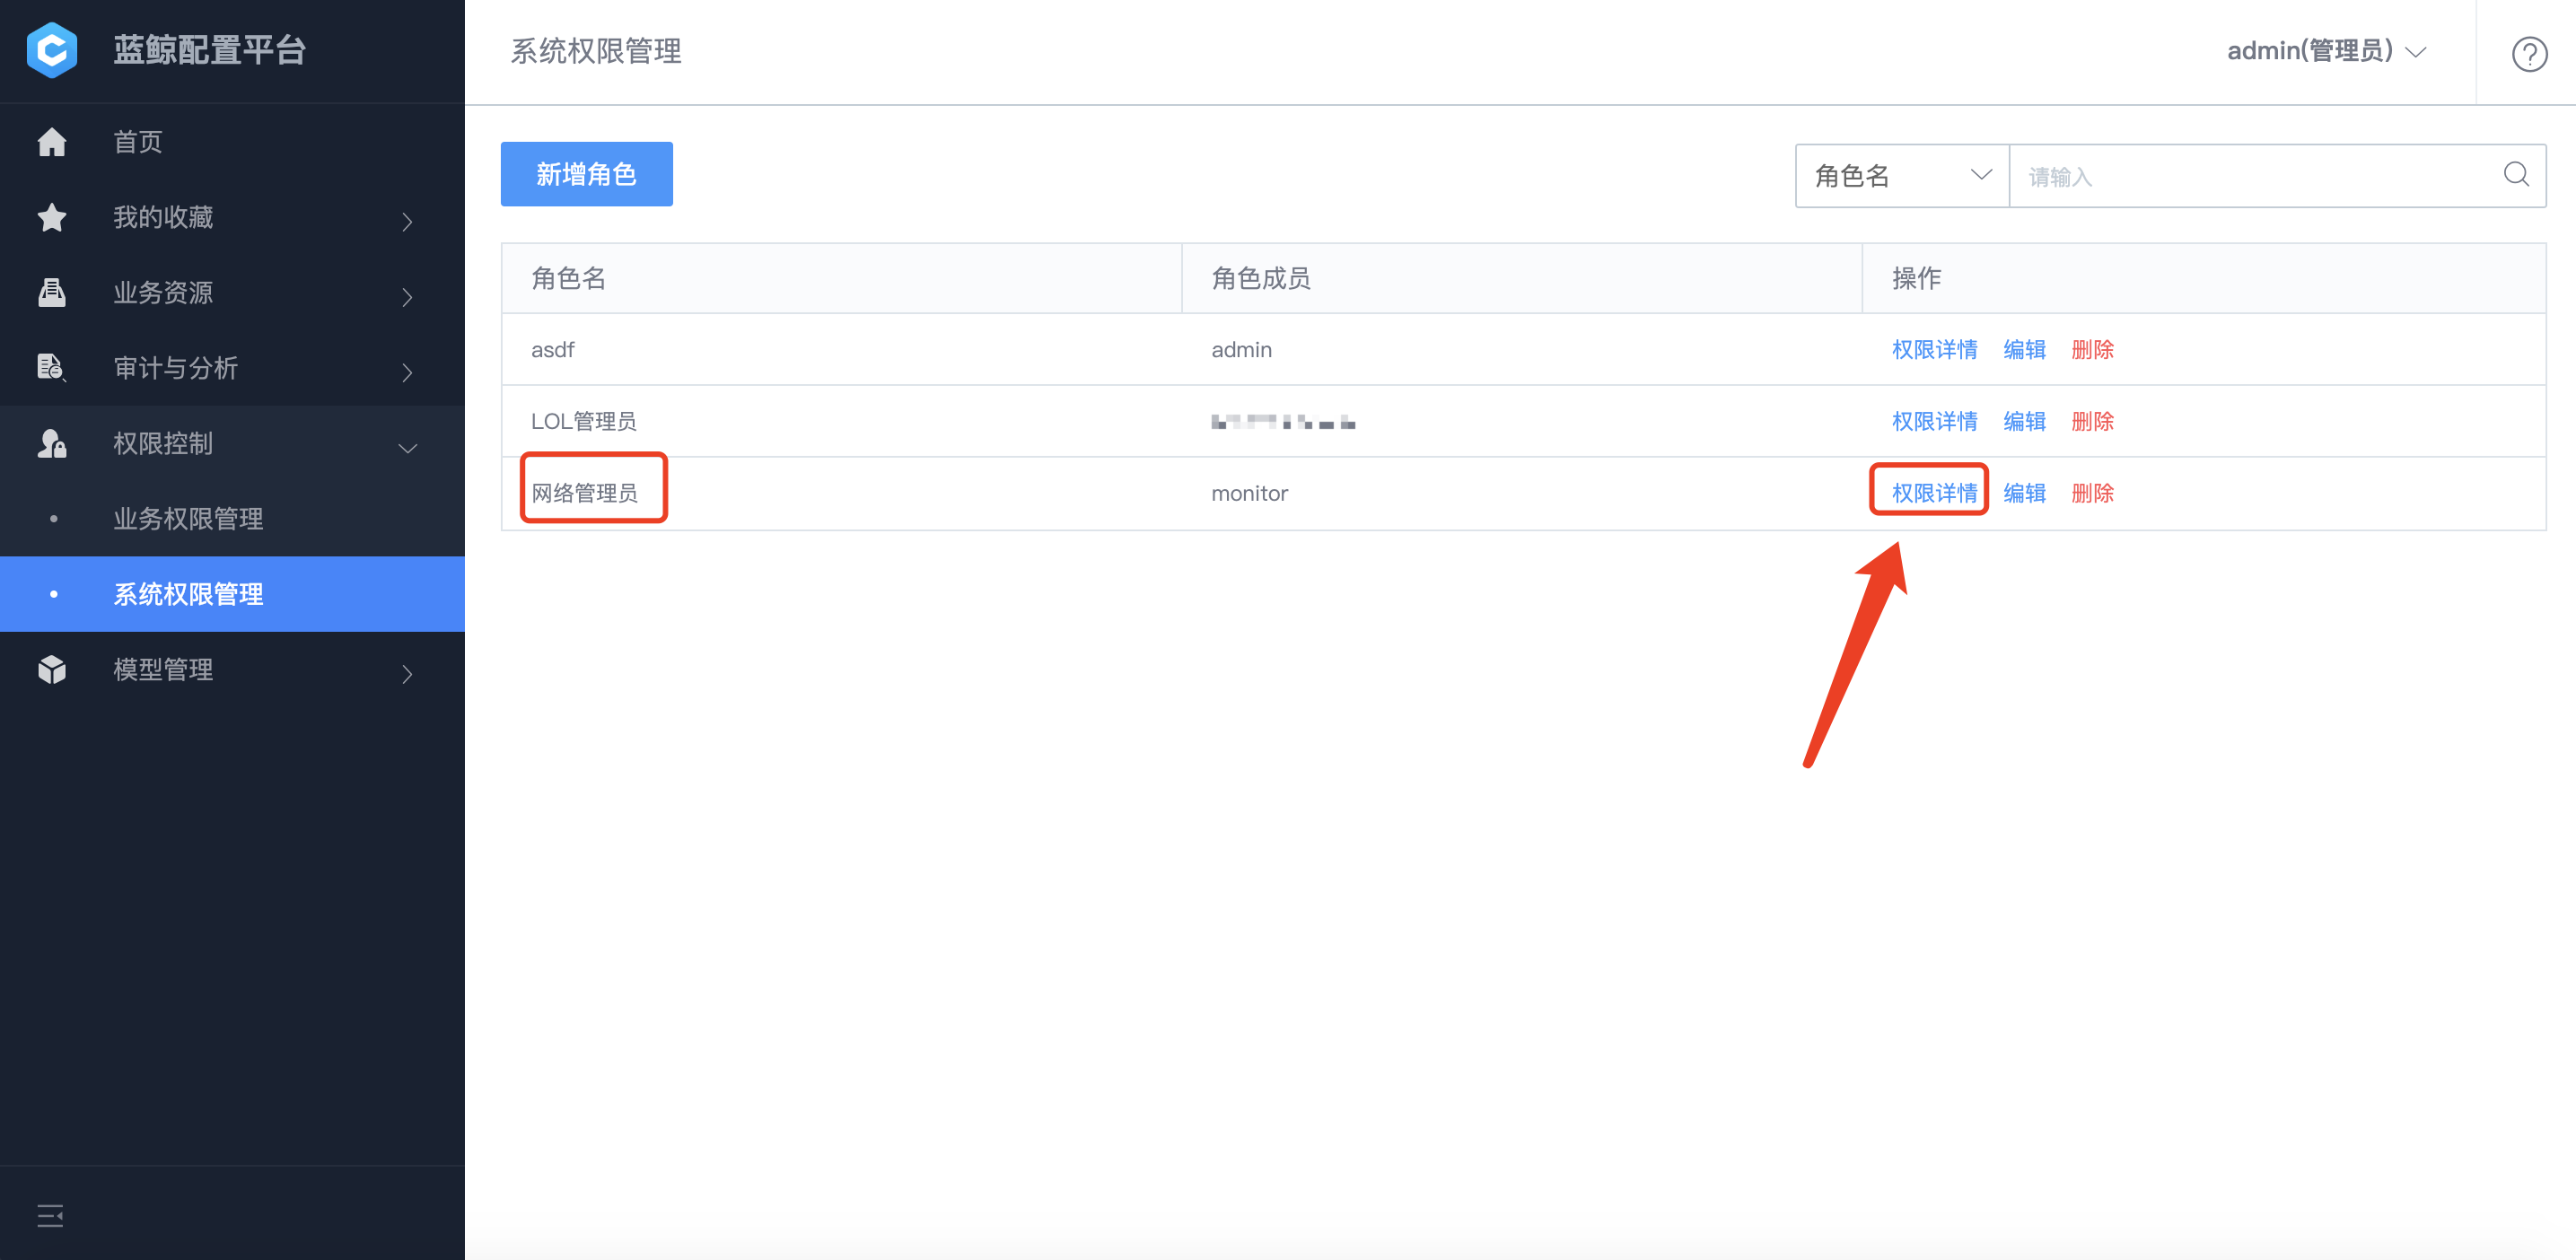 蓝鲸配置平台
系统权限管理
admin(管理员)
首页
我的收藏
业务资源
审计与分析
权限控制
业务权限管理
系统权限管理
模型管理
新增角色
角色名
请输入
角色名 角色成员 操作
asdf admin 权限详情 编辑 删除
LOL管理员 权限详情 编辑 删除
网络管理员 monitor 权限详情 编辑 删除